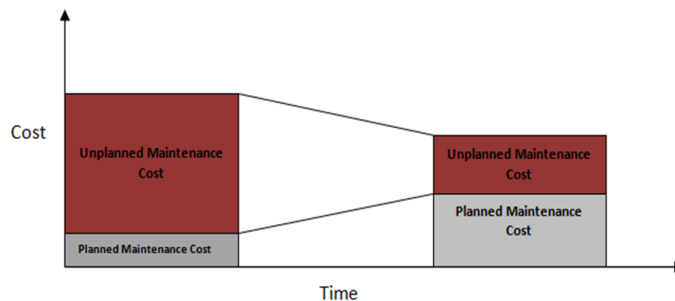 Cost
Unplanned Maintenance
Cost
Planned Maintenance Cost
Unplanned Maintenance
Cost
Planned Maintenance
Cost
Time